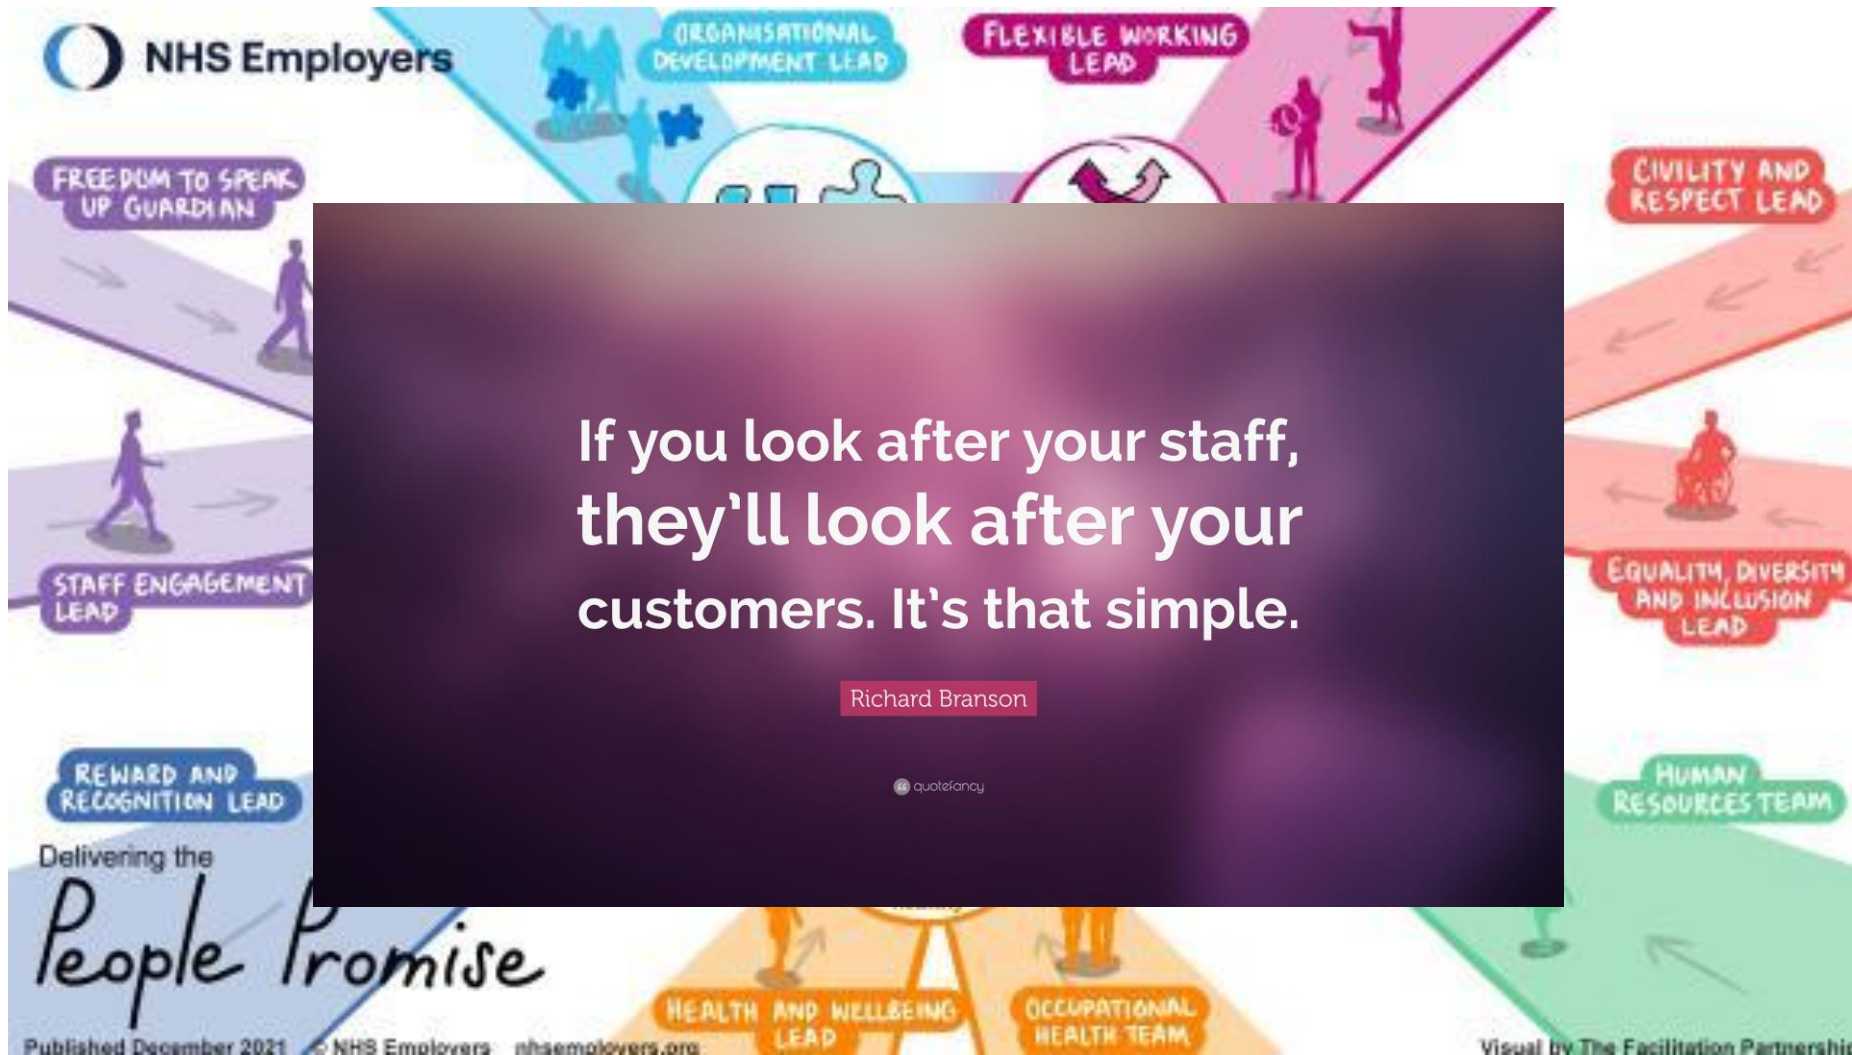 NHS Employers
ORGANISATIONAL
DEVELOPMENT LEAD
FLEXIBLE WORKING
LEAD
FREEDOM TO SPEAK
UP GUARDIAN
CIVILITY AND
RESPECT LEAD
If you look after your staff,
they’ll look after your
customers. It’s that simple.
Richard Branson
quotefancy
STAFF ENGAGEMENT
LEAD
EQUALITY, DIVERSITY
AND INCLUSION
LEAD
REWARD AND
RECOGNITION LEAD
HUMAN
RESOURCES TEAM
Delivering the
People Promise
HEALTH AND WELLBEING
LEAD
OCCUPATIONAL
HEALTH TEAM
Published December 2021 © NHS Employers nhsemployers.org
Visual by The Facilitation Partnership